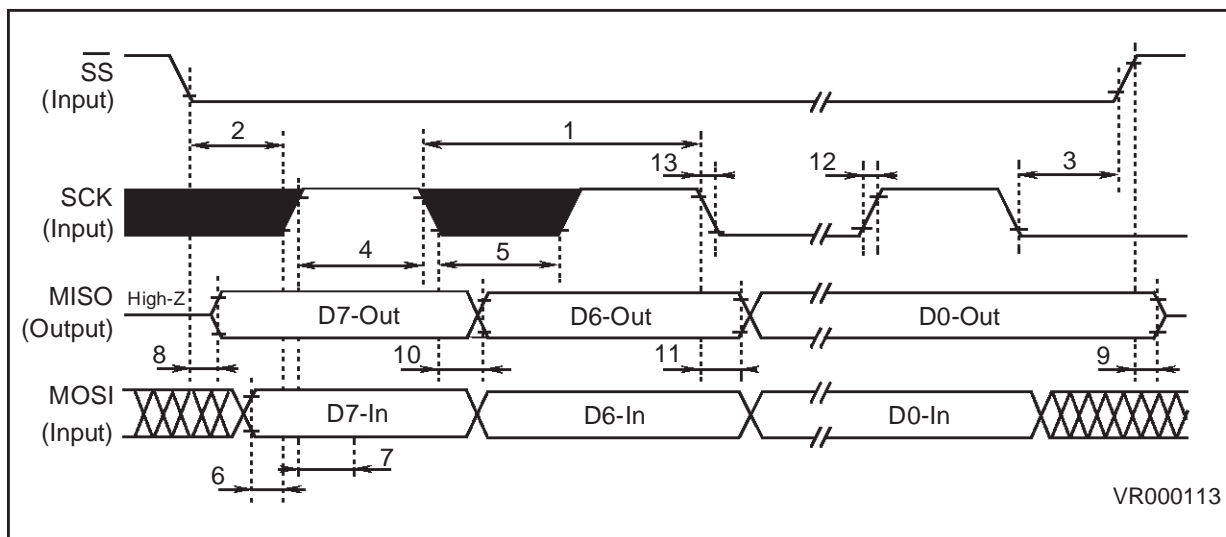 SS
(Input)
2
1
13
12
3
SCK
(Input)
4
5
MISO
High-Z
(Output)
D7-Out
D6-Out
D0-Out
8
10
11
9
MOSI
(Input)
D7-In
D6-In
D0-In
7
6
VR000113